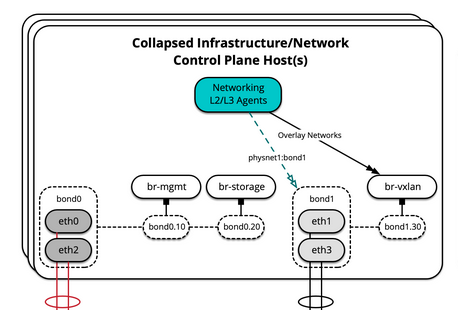 Collapsed Infrastructure/Network
Control Plane Host(s)
Networking
L2/L3 Agents
Overlay Networks
physnet1:bond1
bond0
br-mgmt
br-storage
bond1
br-vxlan
eth0
bond0.10
bond0.20
eth1
bond1.30
eth2
eth3